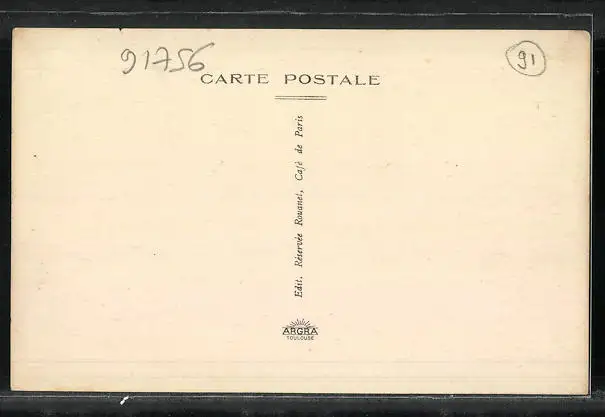 91756
91
CARTE POSTALE
Edit. Réservée Rouanet, Café de Paris
ARGRA
TOULOUSE